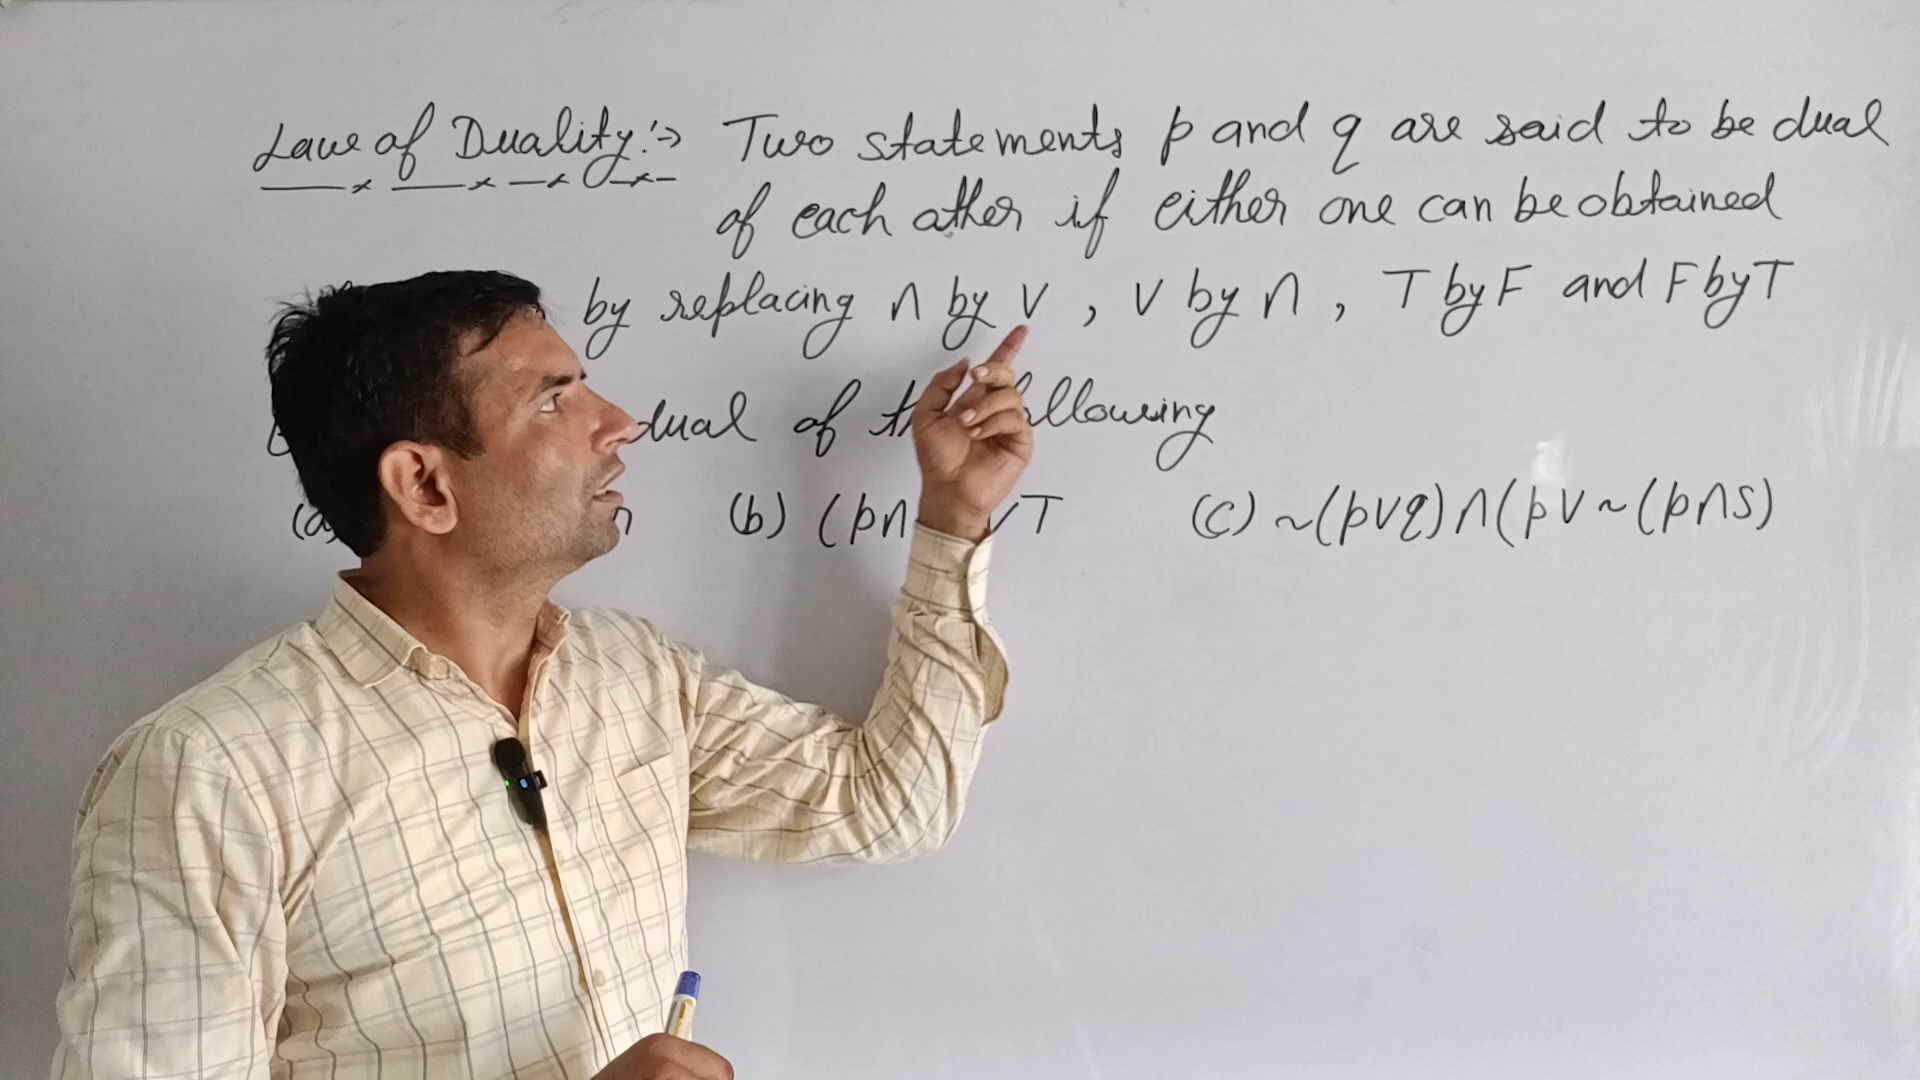 Law of Duality:→ Two statements p and q are said to be dual
of each other if either one can be obtained
by replacing ∧ by ∨ , ∨ by ∧ , T by F and F by T
dual of following
(a) (b) (p∧ ∨T (c) ~(p∨q)∧(p∨~(p∧s)